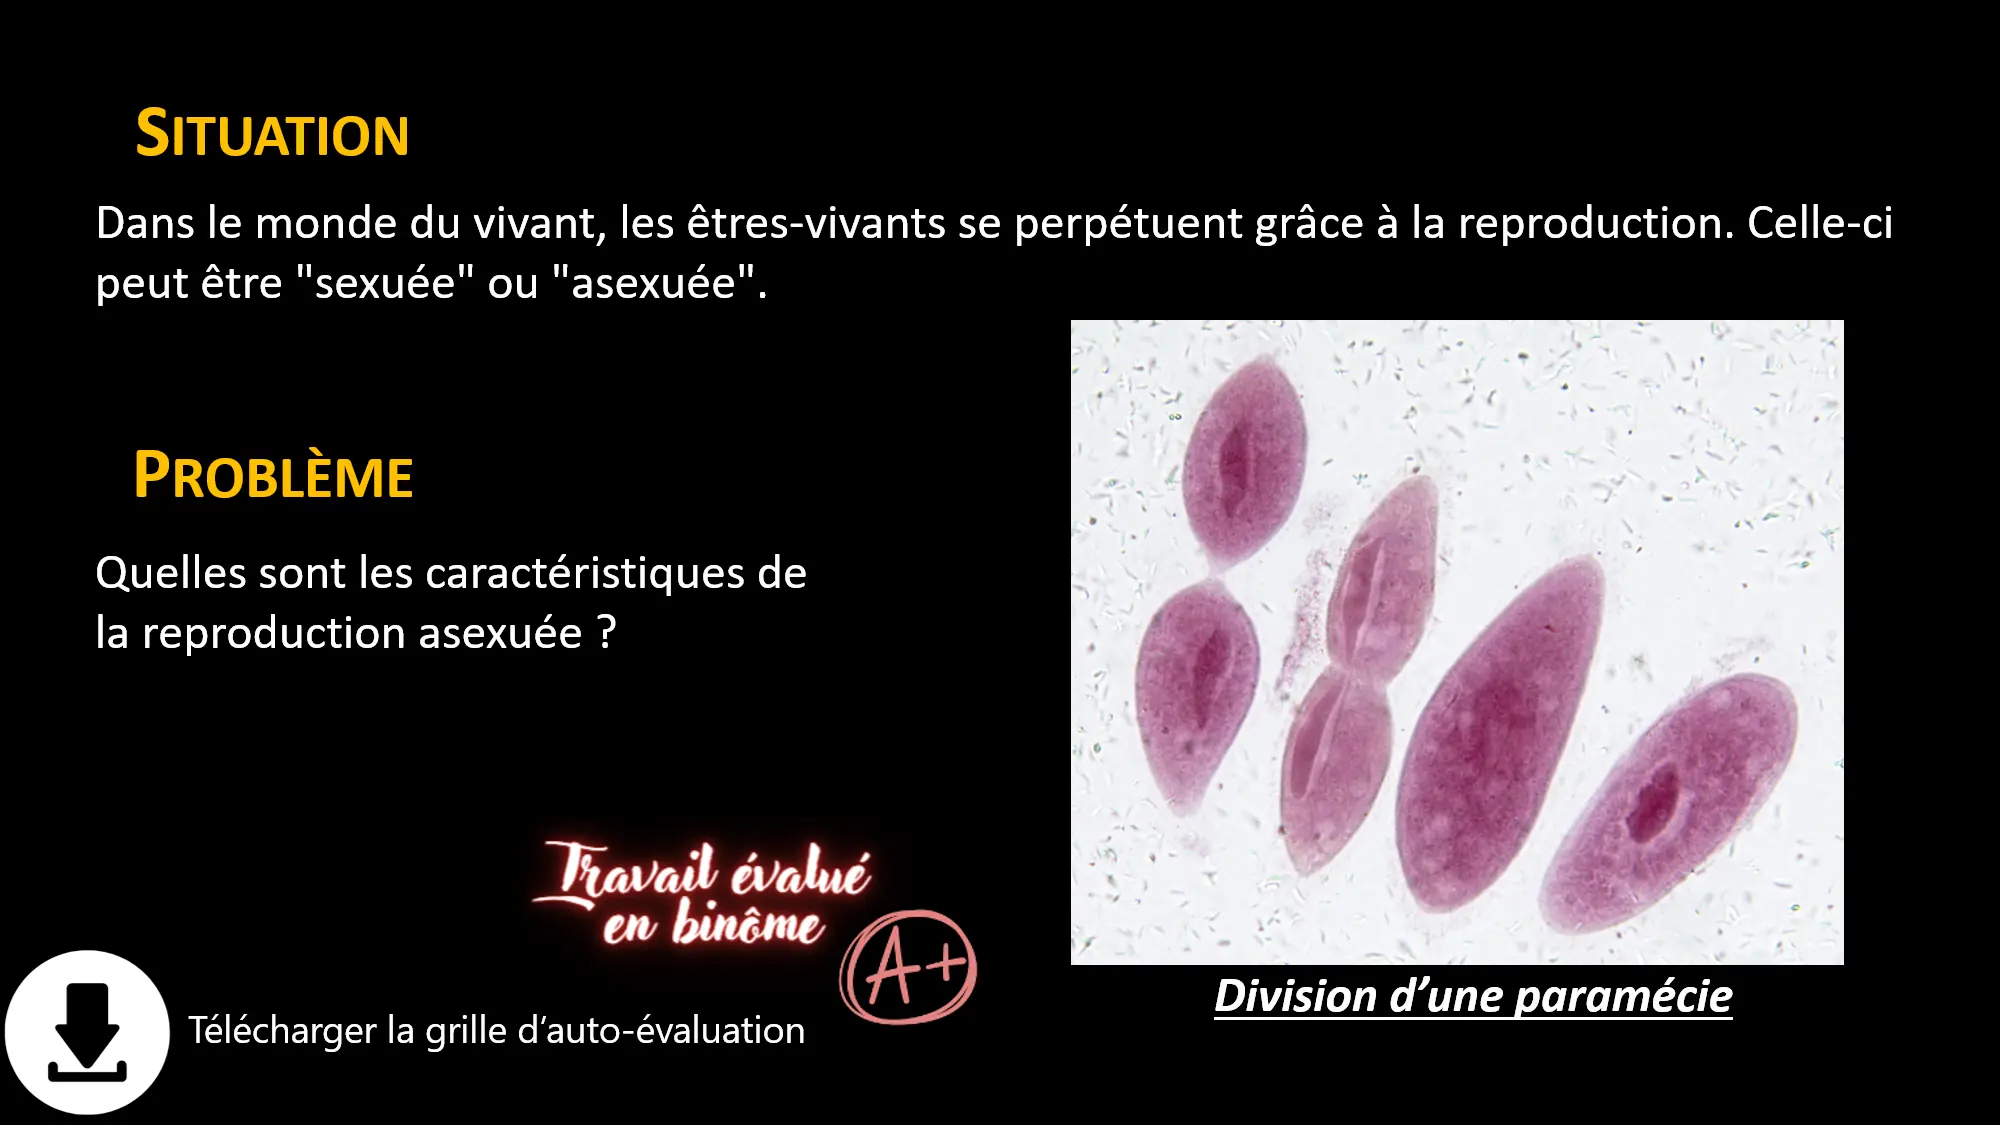 SITUATION
Dans le monde du vivant, les êtres-vivants se perpétuent grâce à la reproduction. Celle-ci
peut être "sexuée" ou "asexuée".
PROBLÈME
Quelles sont les caractéristiques de
la reproduction asexuée ?
Travail évalué
en binôme
A+
Télécharger la grille d’auto-évaluation
Division d’une paramécie